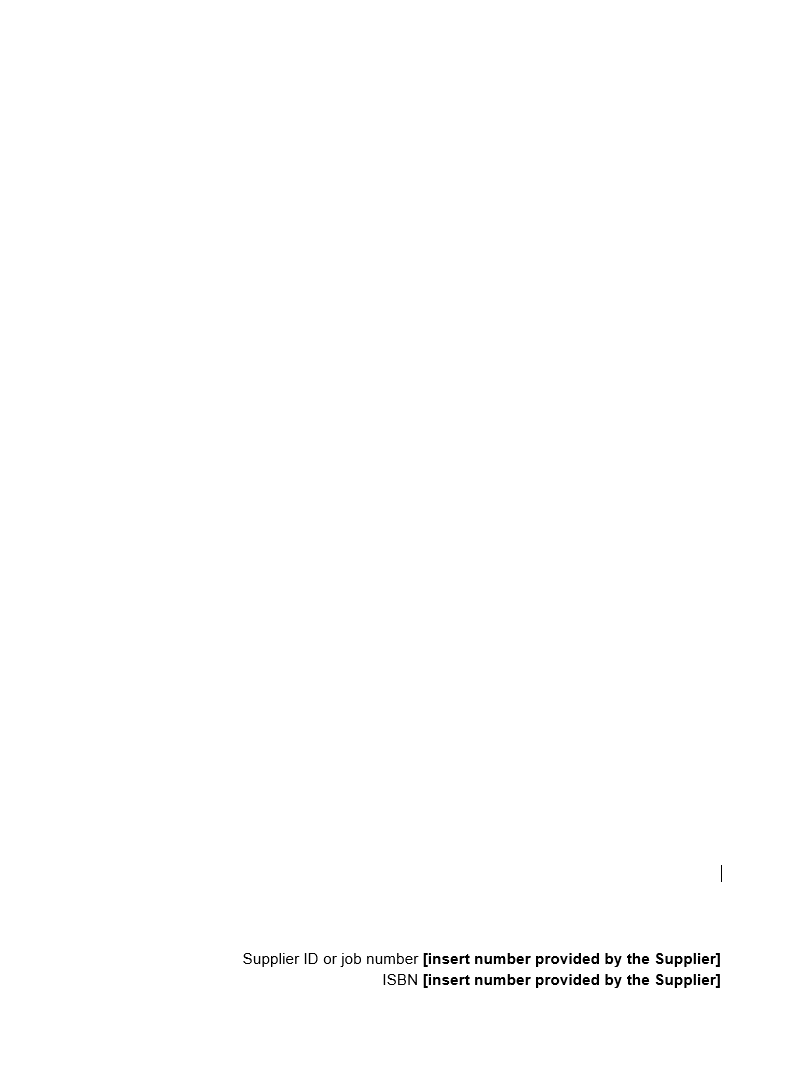 Supplier ID or job number [insert number provided by the Supplier]
ISBN [insert number provided by the Supplier]